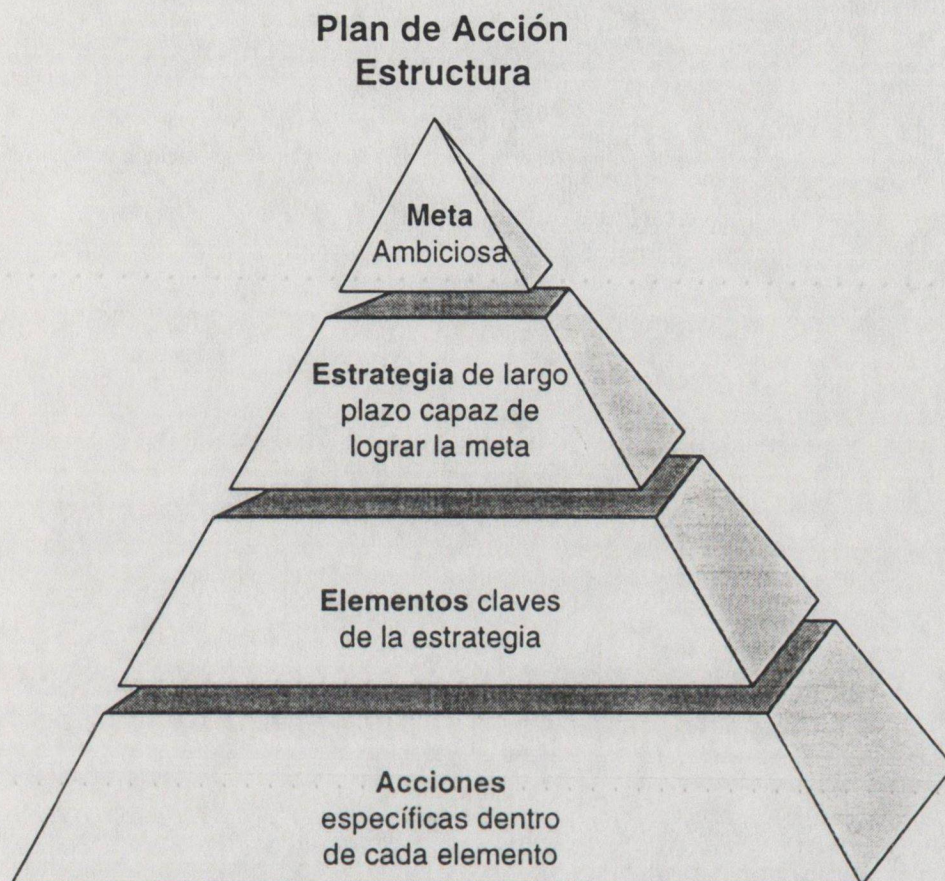 Plan de Acción
Estructura
Meta
Ambiciosa
Estrategia de largo
plazo capaz de
lograr la meta
Elementos claves
de la estrategia
Acciones
específicas dentro
de cada elemento